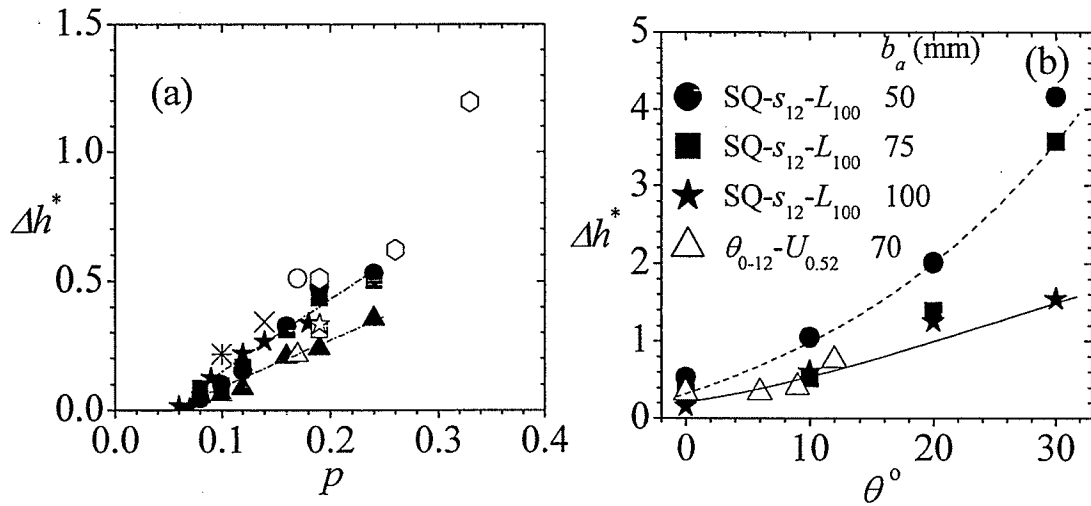 1.5
(a)
1.0
Δh*
0.5
0.0
0.0 0.1 0.2 0.3 0.4
p
5
b_a (mm)
(b)
SQ-s_12-L_100 50
4
SQ-s_12-L_100 75
3
SQ-s_12-L_100 100
Δh*
θ_0-12-U_0.52 70
2
1
0
0 10 20 30
θ°